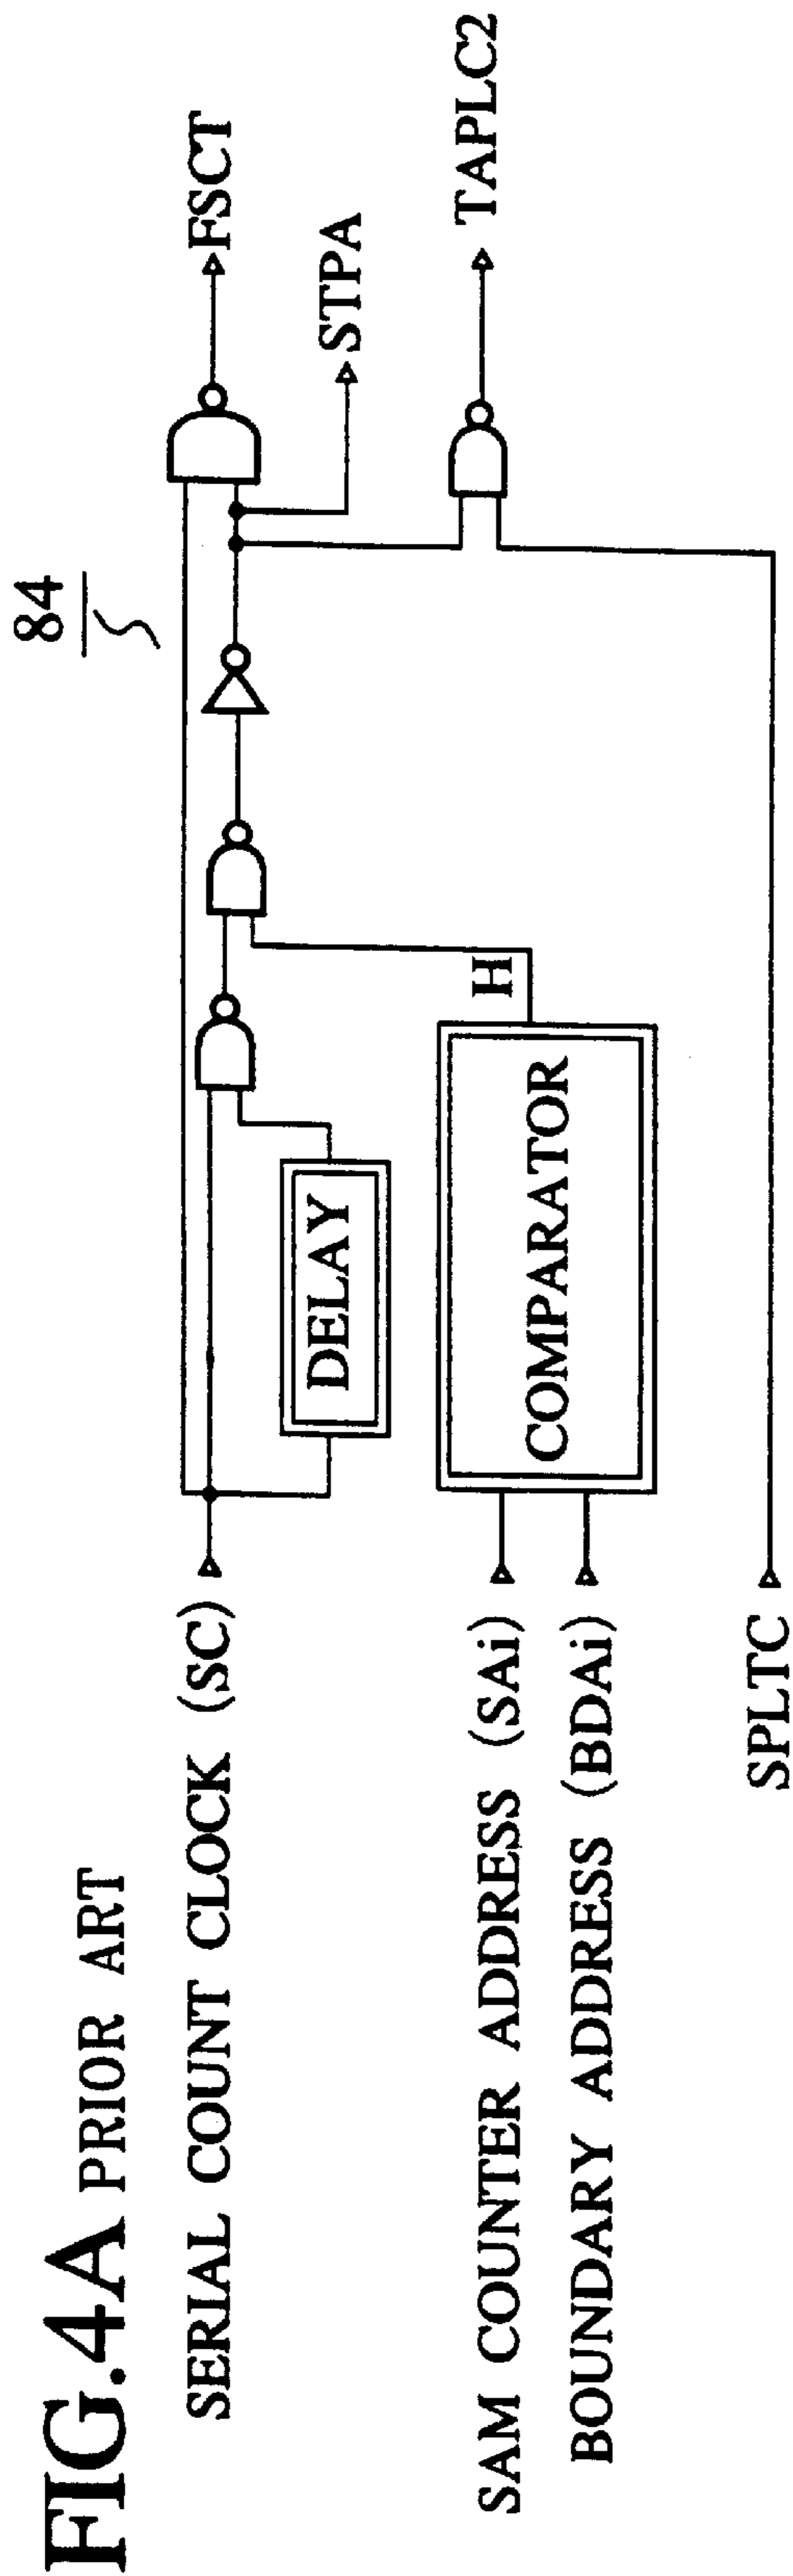 FIG.4A PRIOR ART
84
SERIAL COUNT CLOCK (SC)
FSCT
STPA
DELAY
SAM COUNTER ADDRESS (SAi)
BOUNDARY ADDRESS (BDAi)
COMPARATOR
H
TAPLC2
SPLTC